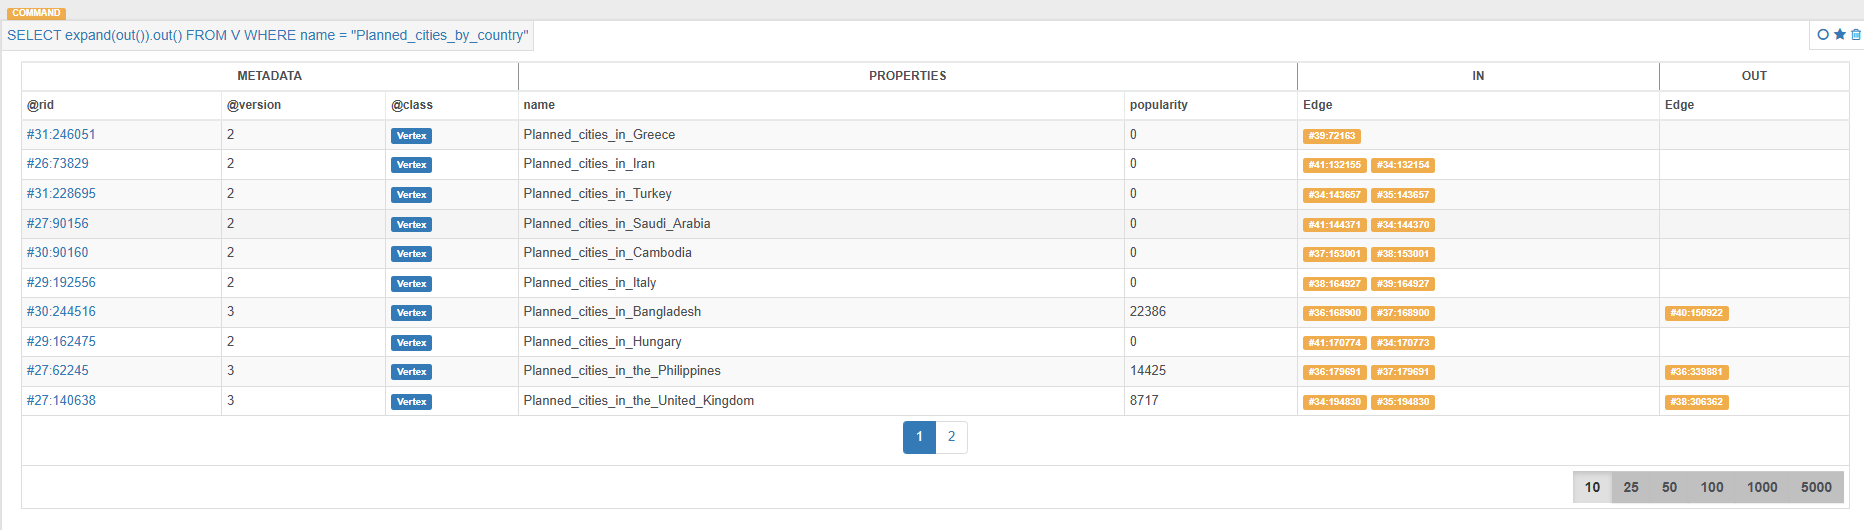 COMMAND
SELECT expand(out()).out() FROM V WHERE name = "Planned_cities_by_country"
METADATA PROPERTIES IN OUT
@rid @version @class name popularity Edge Edge
#31:246051 2 Vertex Planned_cities_in_Greece 0 #39:72163
#26:73829 2 Vertex Planned_cities_in_Iran 0 #41:132155 #34:132154
#31:228695 2 Vertex Planned_cities_in_Turkey 0 #34:143657 #35:143657
#27:90156 2 Vertex Planned_cities_in_Saudi_Arabia 0 #41:144371 #34:144370
#30:90160 2 Vertex Planned_cities_in_Cambodia 0 #37:153001 #38:153001
#29:192556 2 Vertex Planned_cities_in_Italy 0 #38:164927 #39:164927
#30:244516 3 Vertex Planned_cities_in_Bangladesh 22386 #36:168900 #37:168900 #40:150922
#29:162475 2 Vertex Planned_cities_in_Hungary 0 #41:170774 #34:170773
#27:62245 3 Vertex Planned_cities_in_the_Philippines 14425 #36:179691 #37:179691 #36:339881
#27:140638 3 Vertex Planned_cities_in_the_United_Kingdom 8717 #34:194830 #35:194830 #38:306362
1 2
10 25 50 100 1000 5000